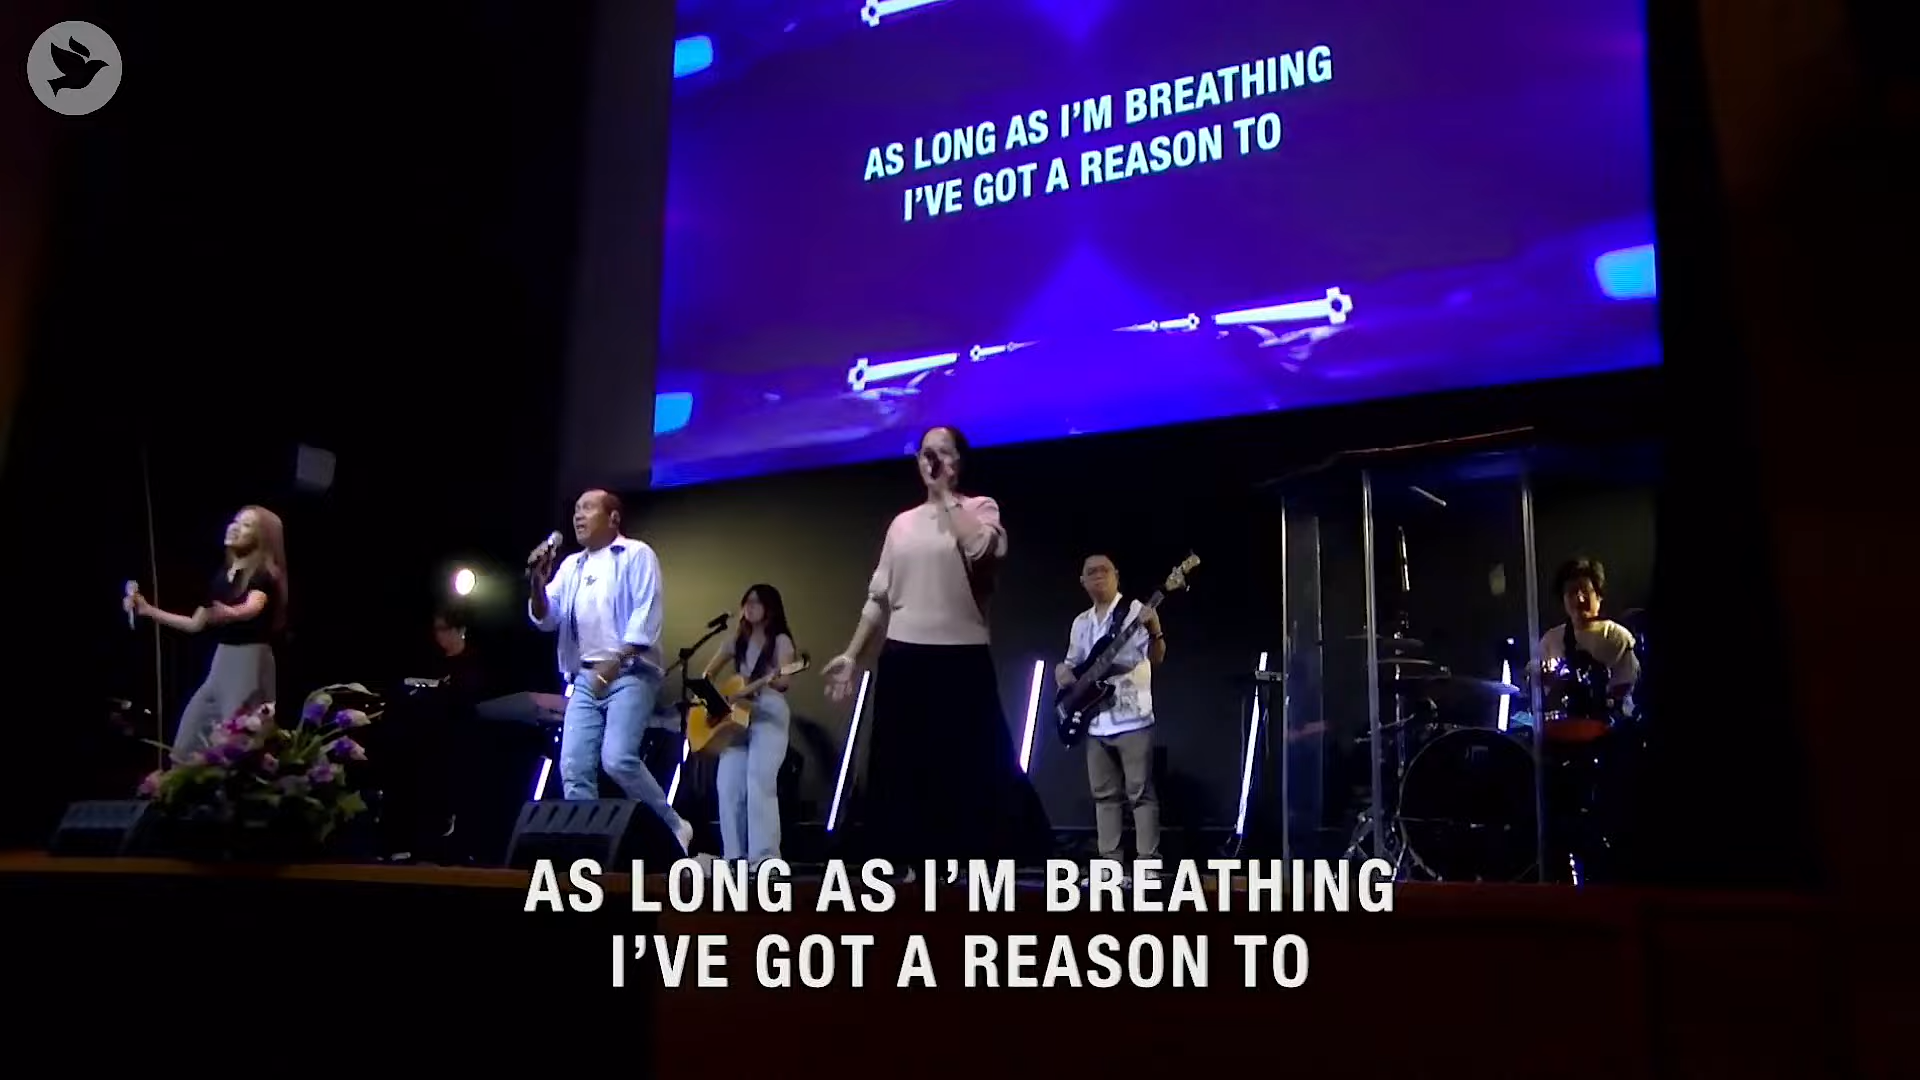 AS LONG AS I'M BREATHING
I'VE GOT A REASON TO
AS LONG AS I’M BREATHING
I’VE GOT A REASON TO